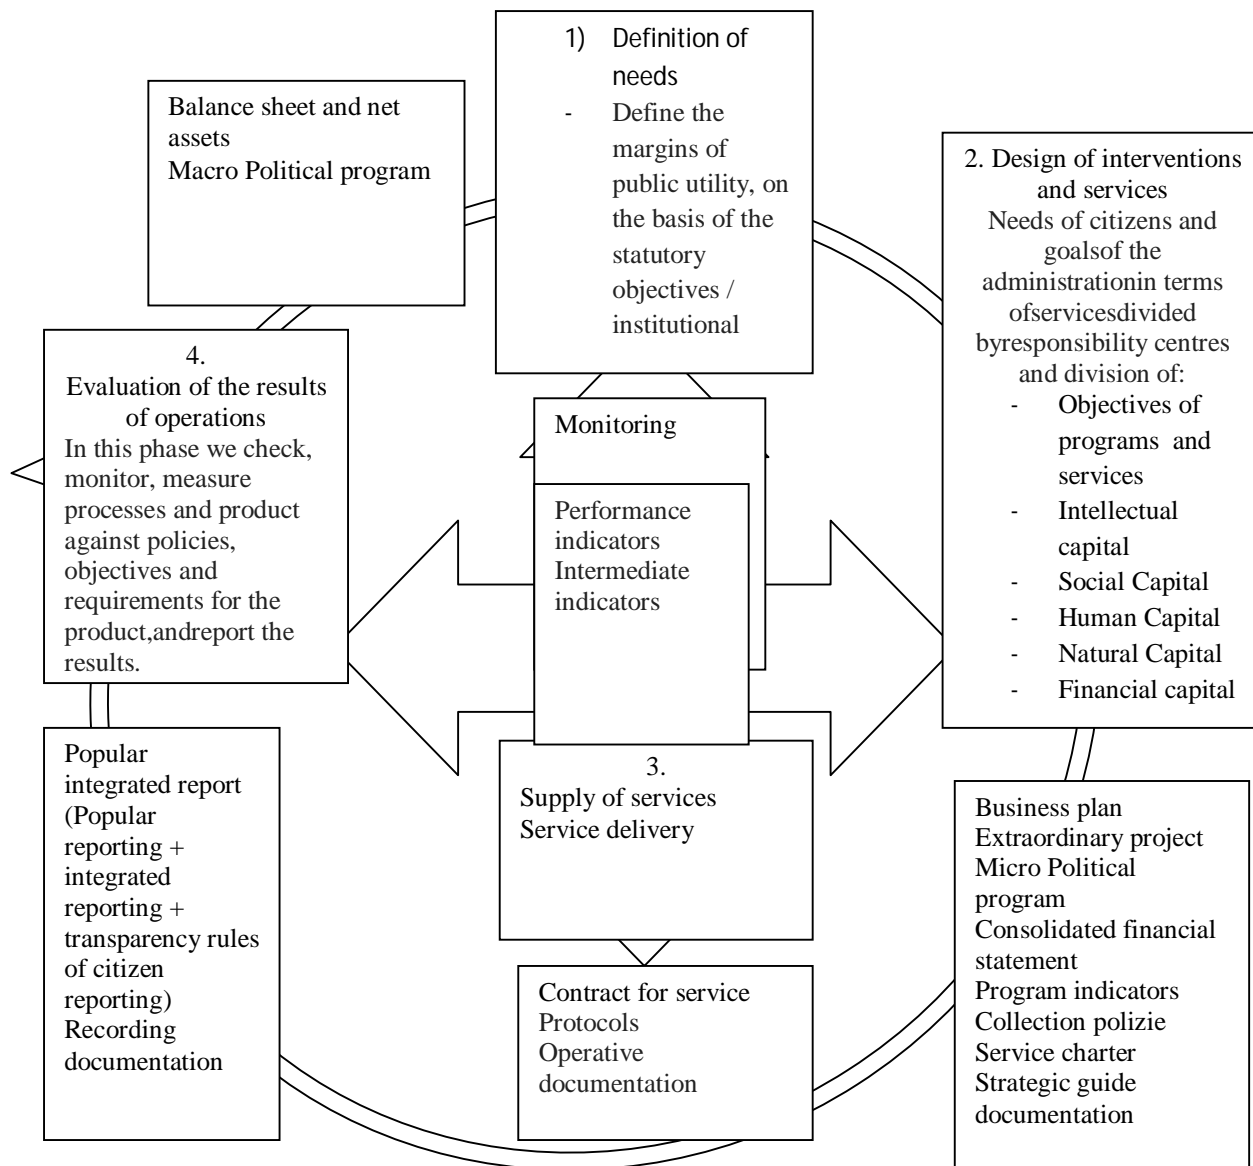 1) Definition of
needs
- Define the
margins of
public utility, on
the basis of the
statutory
objectives /
institutional
Balance sheet and net
assets
Macro Political program
2. Design of interventions
and services
Needs of citizens and
goalsof the
administrationin terms
ofservicesdivided
byresponsibility centres
and division of:
- Objectives of
programs and
services
- Intellectual
capital
- Social Capital
- Human Capital
- Natural Capital
- Financial capital
4.
Evaluation of the results
of operations
In this phase we check,
monitor, measure
processes and product
against policies,
objectives and
requirements for the
product,andreport the
results.
Monitoring
Performance
indicators
Intermediate
indicators
3.
Supply of services
Service delivery
Popular
integrated report
(Popular
reporting +
integrated
reporting +
transparency rules
of citizen
reporting)
Recording
documentation
Contract for service
Protocols
Operative
documentation
Business plan
Extraordinary project
Micro Political
program
Consolidated financial
statement
Program indicators
Collection polizie
Service charter
Strategic guide
documentation